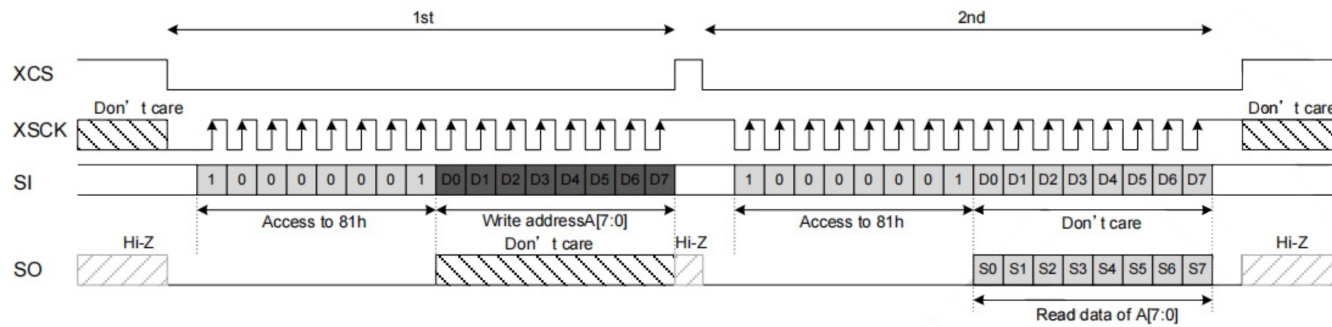 1st 2nd
XCS
Don't care Don't care
XSCK
SI 1 0 0 0 0 0 0 1 D0 D1 D2 D3 D4 D5 D6 D7 1 0 0 0 0 0 0 1 D0 D1 D2 D3 D4 D5 D6 D7
Access to 81h Write addressA[7:0] Access to 81h Don't care
Hi-Z Don't care Hi-Z Hi-Z
SO S0 S1 S2 S3 S4 S5 S6 S7
Read data of A[7:0]